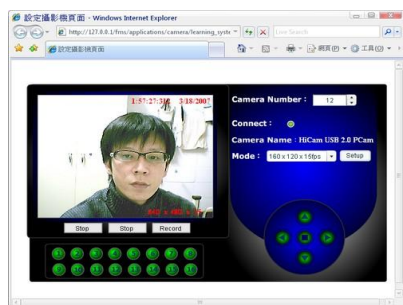 設定攝影機頁面 - Windows Internet Explorer
http://127.0.0.1/fms/applications/camera/learning_syste
Live Search
設定攝影機頁面
網頁(P)
工具(O)
1:57:27:31 3/18/2007
Camera Number : 12
Connect :
Camera Name : HiCam USB 2.0 PCam
Mode : 160 x 120 x 15fps Setup
Stop Stop Record